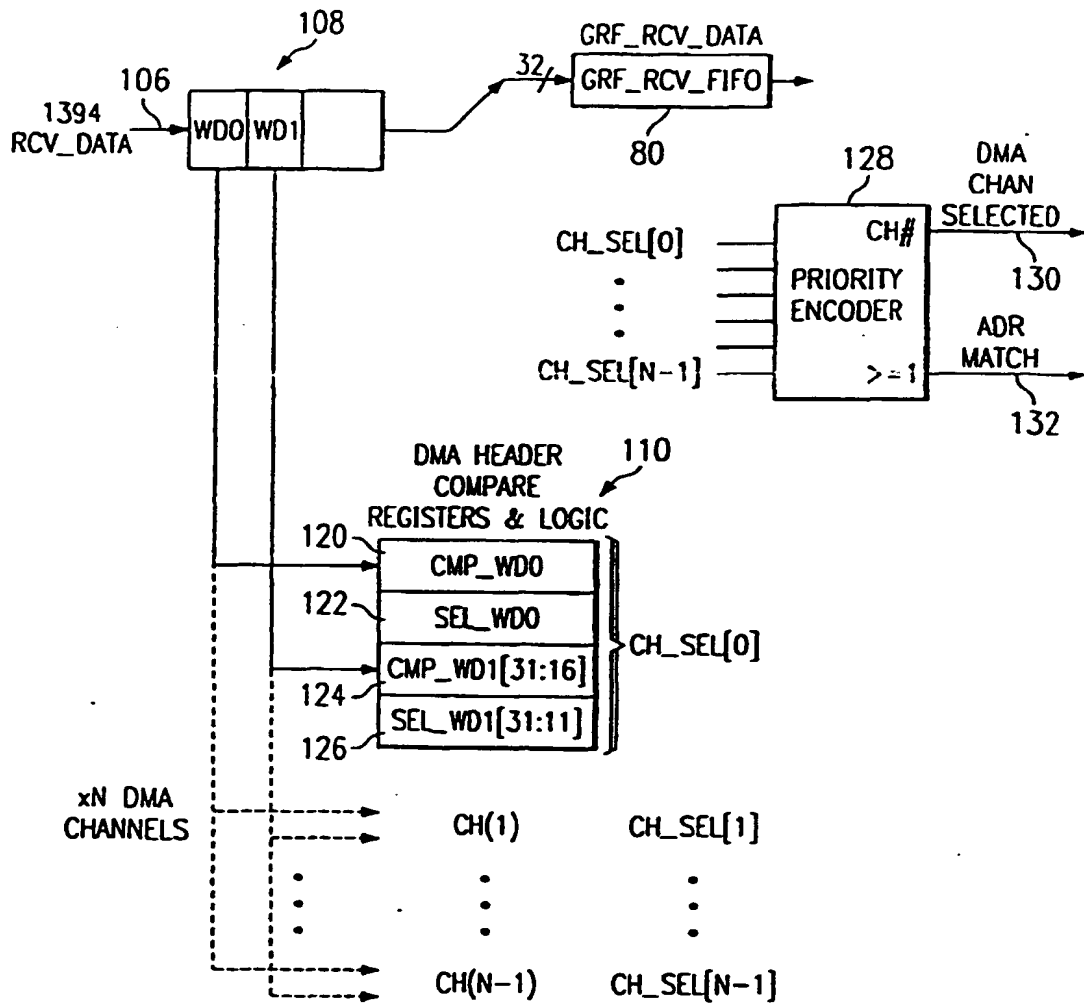 108
GRF_RCV_DATA
1394
RCV_DATA
106
WD0 WD1
32
GRF_RCV_FIFO
80
128
DMA
CHAN
SELECTED
CH#
130
CH_SEL[0]
PRIORITY
ENCODER
CH_SEL[N-1]
>=1
ADR
MATCH
132
DMA HEADER
COMPARE
REGISTERS & LOGIC
110
120
CMP_WD0
122
SEL_WD0
CH_SEL[0]
CMP_WD1[31:16]
124
SEL_WD1[31:11]
126
xN DMA
CHANNELS
CH(1) CH_SEL[1]
CH(N-1) CH_SEL[N-1]